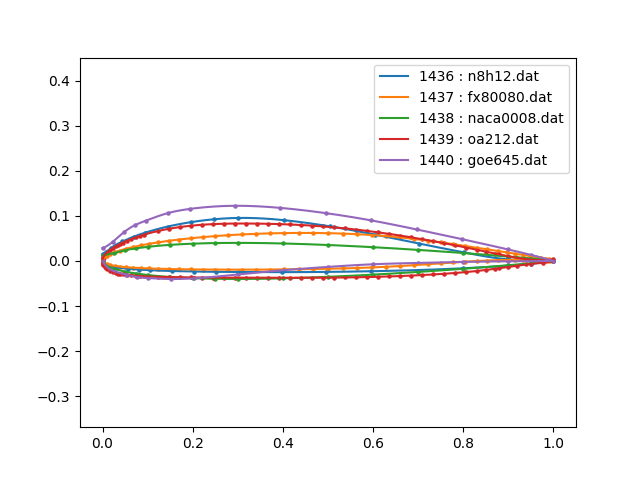 1436 : n8h12.dat
1437 : fx80080.dat
1438 : naca0008.dat
1439 : oa212.dat
1440 : goe645.dat
0.4
0.3
0.2
0.1
0.0
−0.1
−0.2
−0.3
0.0 0.2 0.4 0.6 0.8 1.0